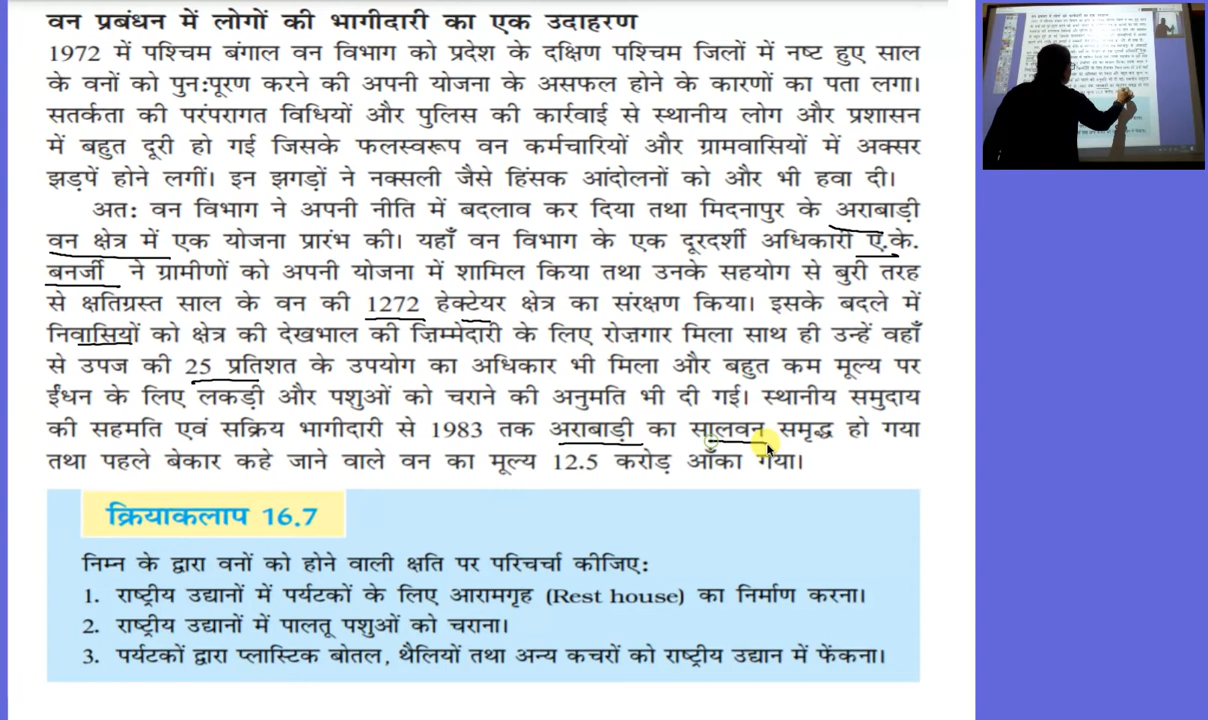 वन प्रबंधन में लोगों की भागीदारी का एक उदाहरण
1972 में पश्चिम बंगाल वन विभाग को प्रदेश के दक्षिण पश्चिम जिलों में नष्ट हुए साल
के वनों को पुनःपूरण करने की अपनी योजना के असफल होने के कारणों का पता लगा।
सतर्कता की परंपरागत विधियों और पुलिस की कार्रवाई से स्थानीय लोग और प्रशासन
में बहुत दूरी हो गई जिसके फलस्वरूप वन कर्मचारियों और ग्रामवासियों में अक्सर
झड़पें होने लगीं। इन झगड़ों ने नक्सली जैसे हिंसक आंदोलनों को और भी हवा दी।
अतः वन विभाग ने अपनी नीति में बदलाव कर दिया तथा मिदनापुर के अराबाड़ी
वन क्षेत्र में एक योजना प्रारंभ की। यहाँ वन विभाग के एक दूरदर्शी अधिकारी ए.के.
बनर्जी ने ग्रामीणों को अपनी योजना में शामिल किया तथा उनके सहयोग से बुरी तरह
से क्षतिग्रस्त साल के वन की 1272 हेक्टेयर क्षेत्र का संरक्षण किया। इसके बदले में
निवासियों को क्षेत्र की देखभाल की ज़िम्मेदारी के लिए रोज़गार मिला साथ ही उन्हें वहाँ
से उपज की 25 प्रतिशत के उपयोग का अधिकार भी मिला और बहुत कम मूल्य पर
ईंधन के लिए लकड़ी और पशुओं को चराने की अनुमति भी दी गई। स्थानीय समुदाय
की सहमति एवं सक्रिय भागीदारी से 1983 तक अराबाड़ी का सालवन समृद्ध हो गया
तथा पहले बेकार कहे जाने वाले वन का मूल्य 12.5 करोड़ आँका गया।
क्रियाकलाप 16.7
निम्न के द्वारा वनों को होने वाली क्षति पर परिचर्चा कीजिए:
1. राष्ट्रीय उद्यानों में पर्यटकों के लिए आरामगृह (Rest house) का निर्माण करना।
2. राष्ट्रीय उद्यानों में पालतू पशुओं को चराना।
3. पर्यटकों द्वारा प्लास्टिक बोतल, थैलियों तथा अन्य कचरों को राष्ट्रीय उद्यान में फेंकना।